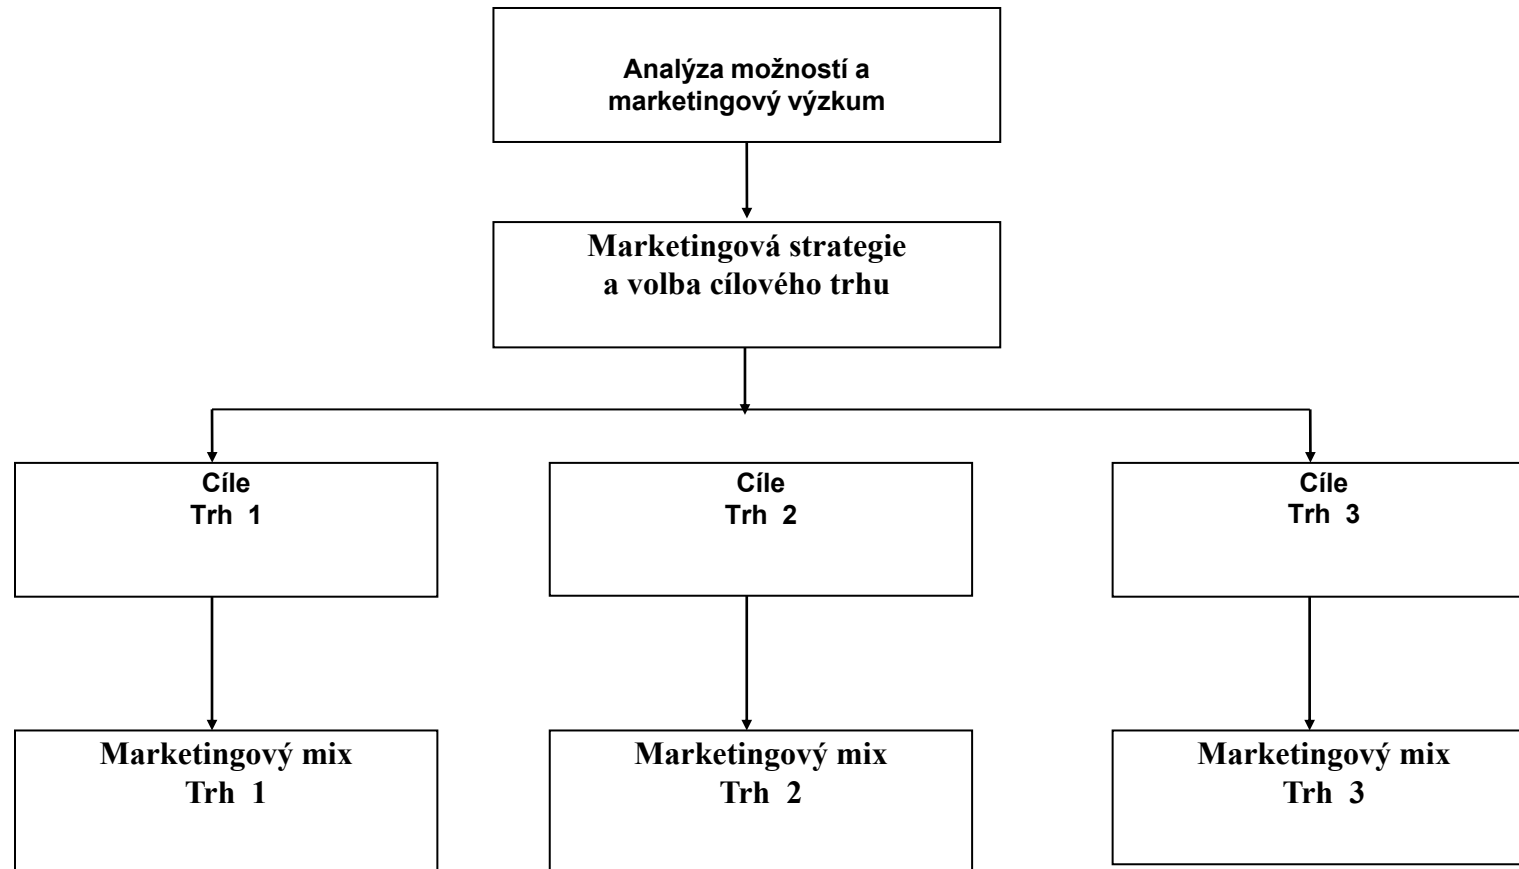 Analýza možností a
marketingový výzkum
Marketingová strategie
a volba cílového trhu
Cíle
Trh 1
Cíle
Trh 2
Cíle
Trh 3
Marketingový mix
Trh 1
Marketingový mix
Trh 2
Marketingový mix
Trh 3